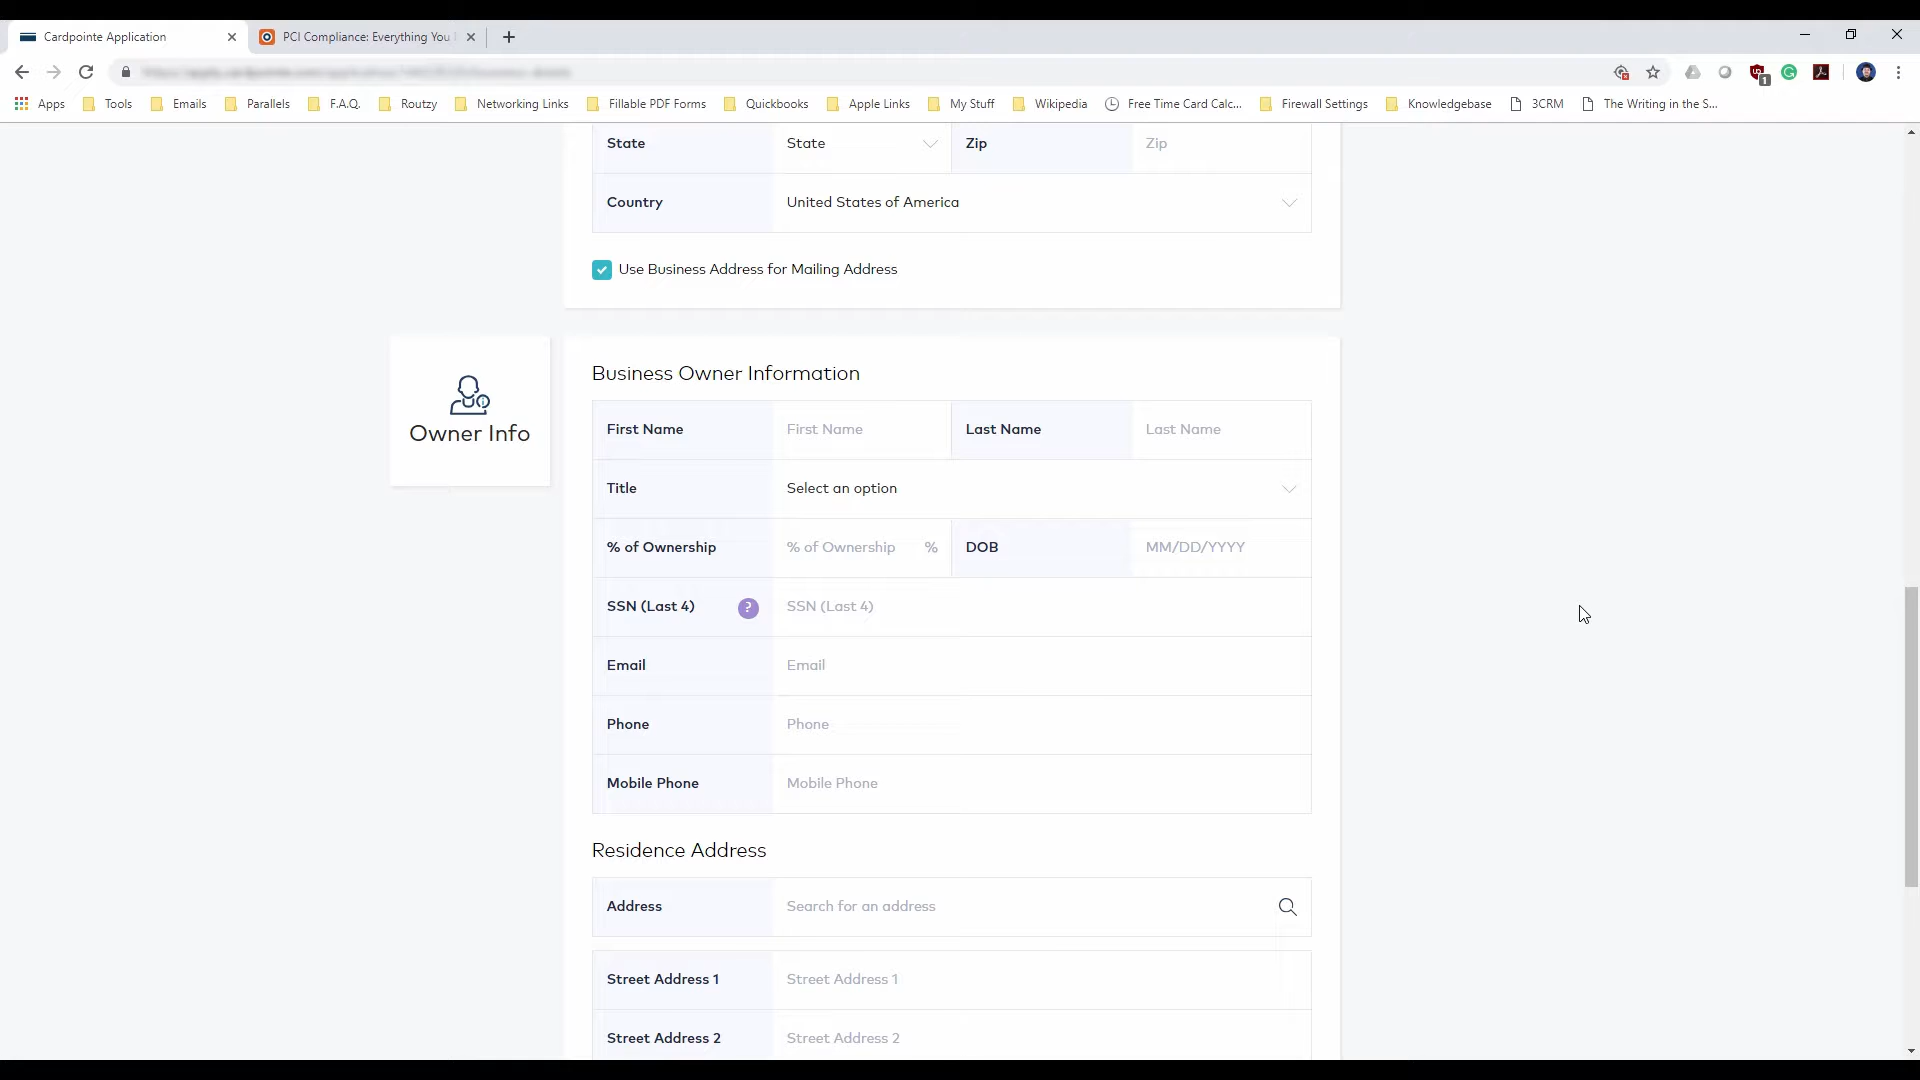 Cardpointe Application
PCI Compliance: Everything You
Apps Tools Emails Parallels F.A.Q. Routzy Networking Links Fillable PDF Forms Quickbooks Apple Links My Stuff Wikipedia Free Time Card Calc... Firewall Settings Knowledgebase 3CRM The Writing in the S...
State State Zip Zip
Country United States of America
Use Business Address for Mailing Address
Owner Info
Business Owner Information
First Name First Name Last Name Last Name
Title Select an option
% of Ownership % of Ownership % DOB MM/DD/YYYY
SSN (Last 4) ? SSN (Last 4)
Email Email
Phone Phone
Mobile Phone Mobile Phone
Residence Address
Address Search for an address
Street Address 1 Street Address 1
Street Address 2 Street Address 2